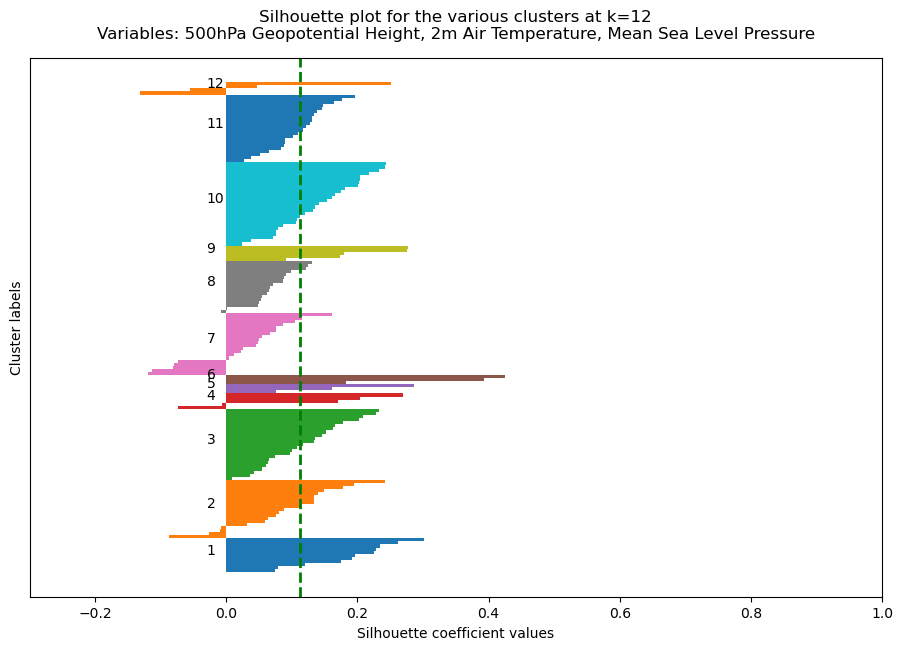 Silhouette plot for the various clusters at k=12
Variables: 500hPa Geopotential Height, 2m Air Temperature, Mean Sea Level Pressure
Cluster labels
12
11
10
9
8
7
6
5
4
3
2
1
−0.2 0.0 0.2 0.4 0.6 0.8 1.0
Silhouette coefficient values